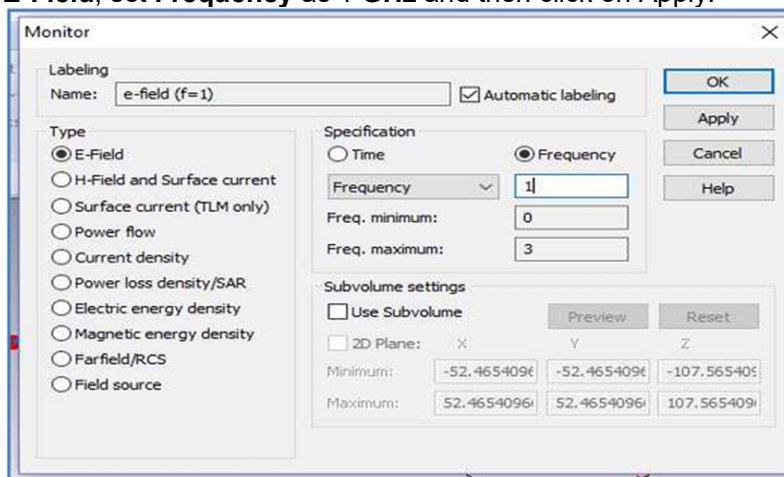 E-Field, set Frequency as 1 GHz and then click on Apply.
Monitor
Labeling
Name: e-field (f=1) Automatic labeling
OK
Apply
Cancel
Help
Type
E-Field
H-Field and Surface current
Surface current (TLM only)
Power flow
Current density
Power loss density/SAR
Electric energy density
Magnetic energy density
Farfield/RCS
Field source
Specification
Time Frequency
Frequency 1
Freq. minimum: 0
Freq. maximum: 3
Subvolume settings
Use Subvolume Preview Reset
2D Plane: X Y Z
Minimum: -52.4654096 -52.4654096 -107.565409
Maximum: 52.4654096 52.4654096 107.565409